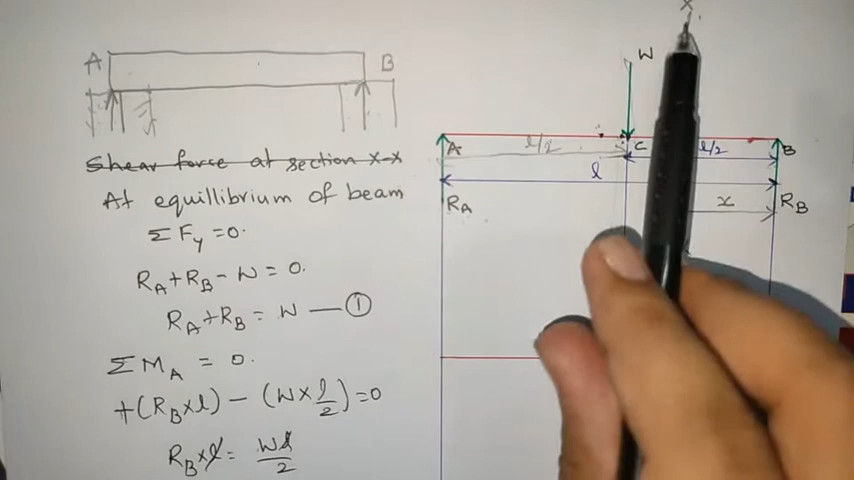 A B
Shear force at section X-X
At equilibrium of beam
ΣFy=0.
RA+RB-W=0.
RA+RB=W — ①
ΣMA = 0.
+(RB×l) - (W×l/2)=0
RB×l= Wl/2
x
W
A l/2 C l/2 B
l
RA x RB